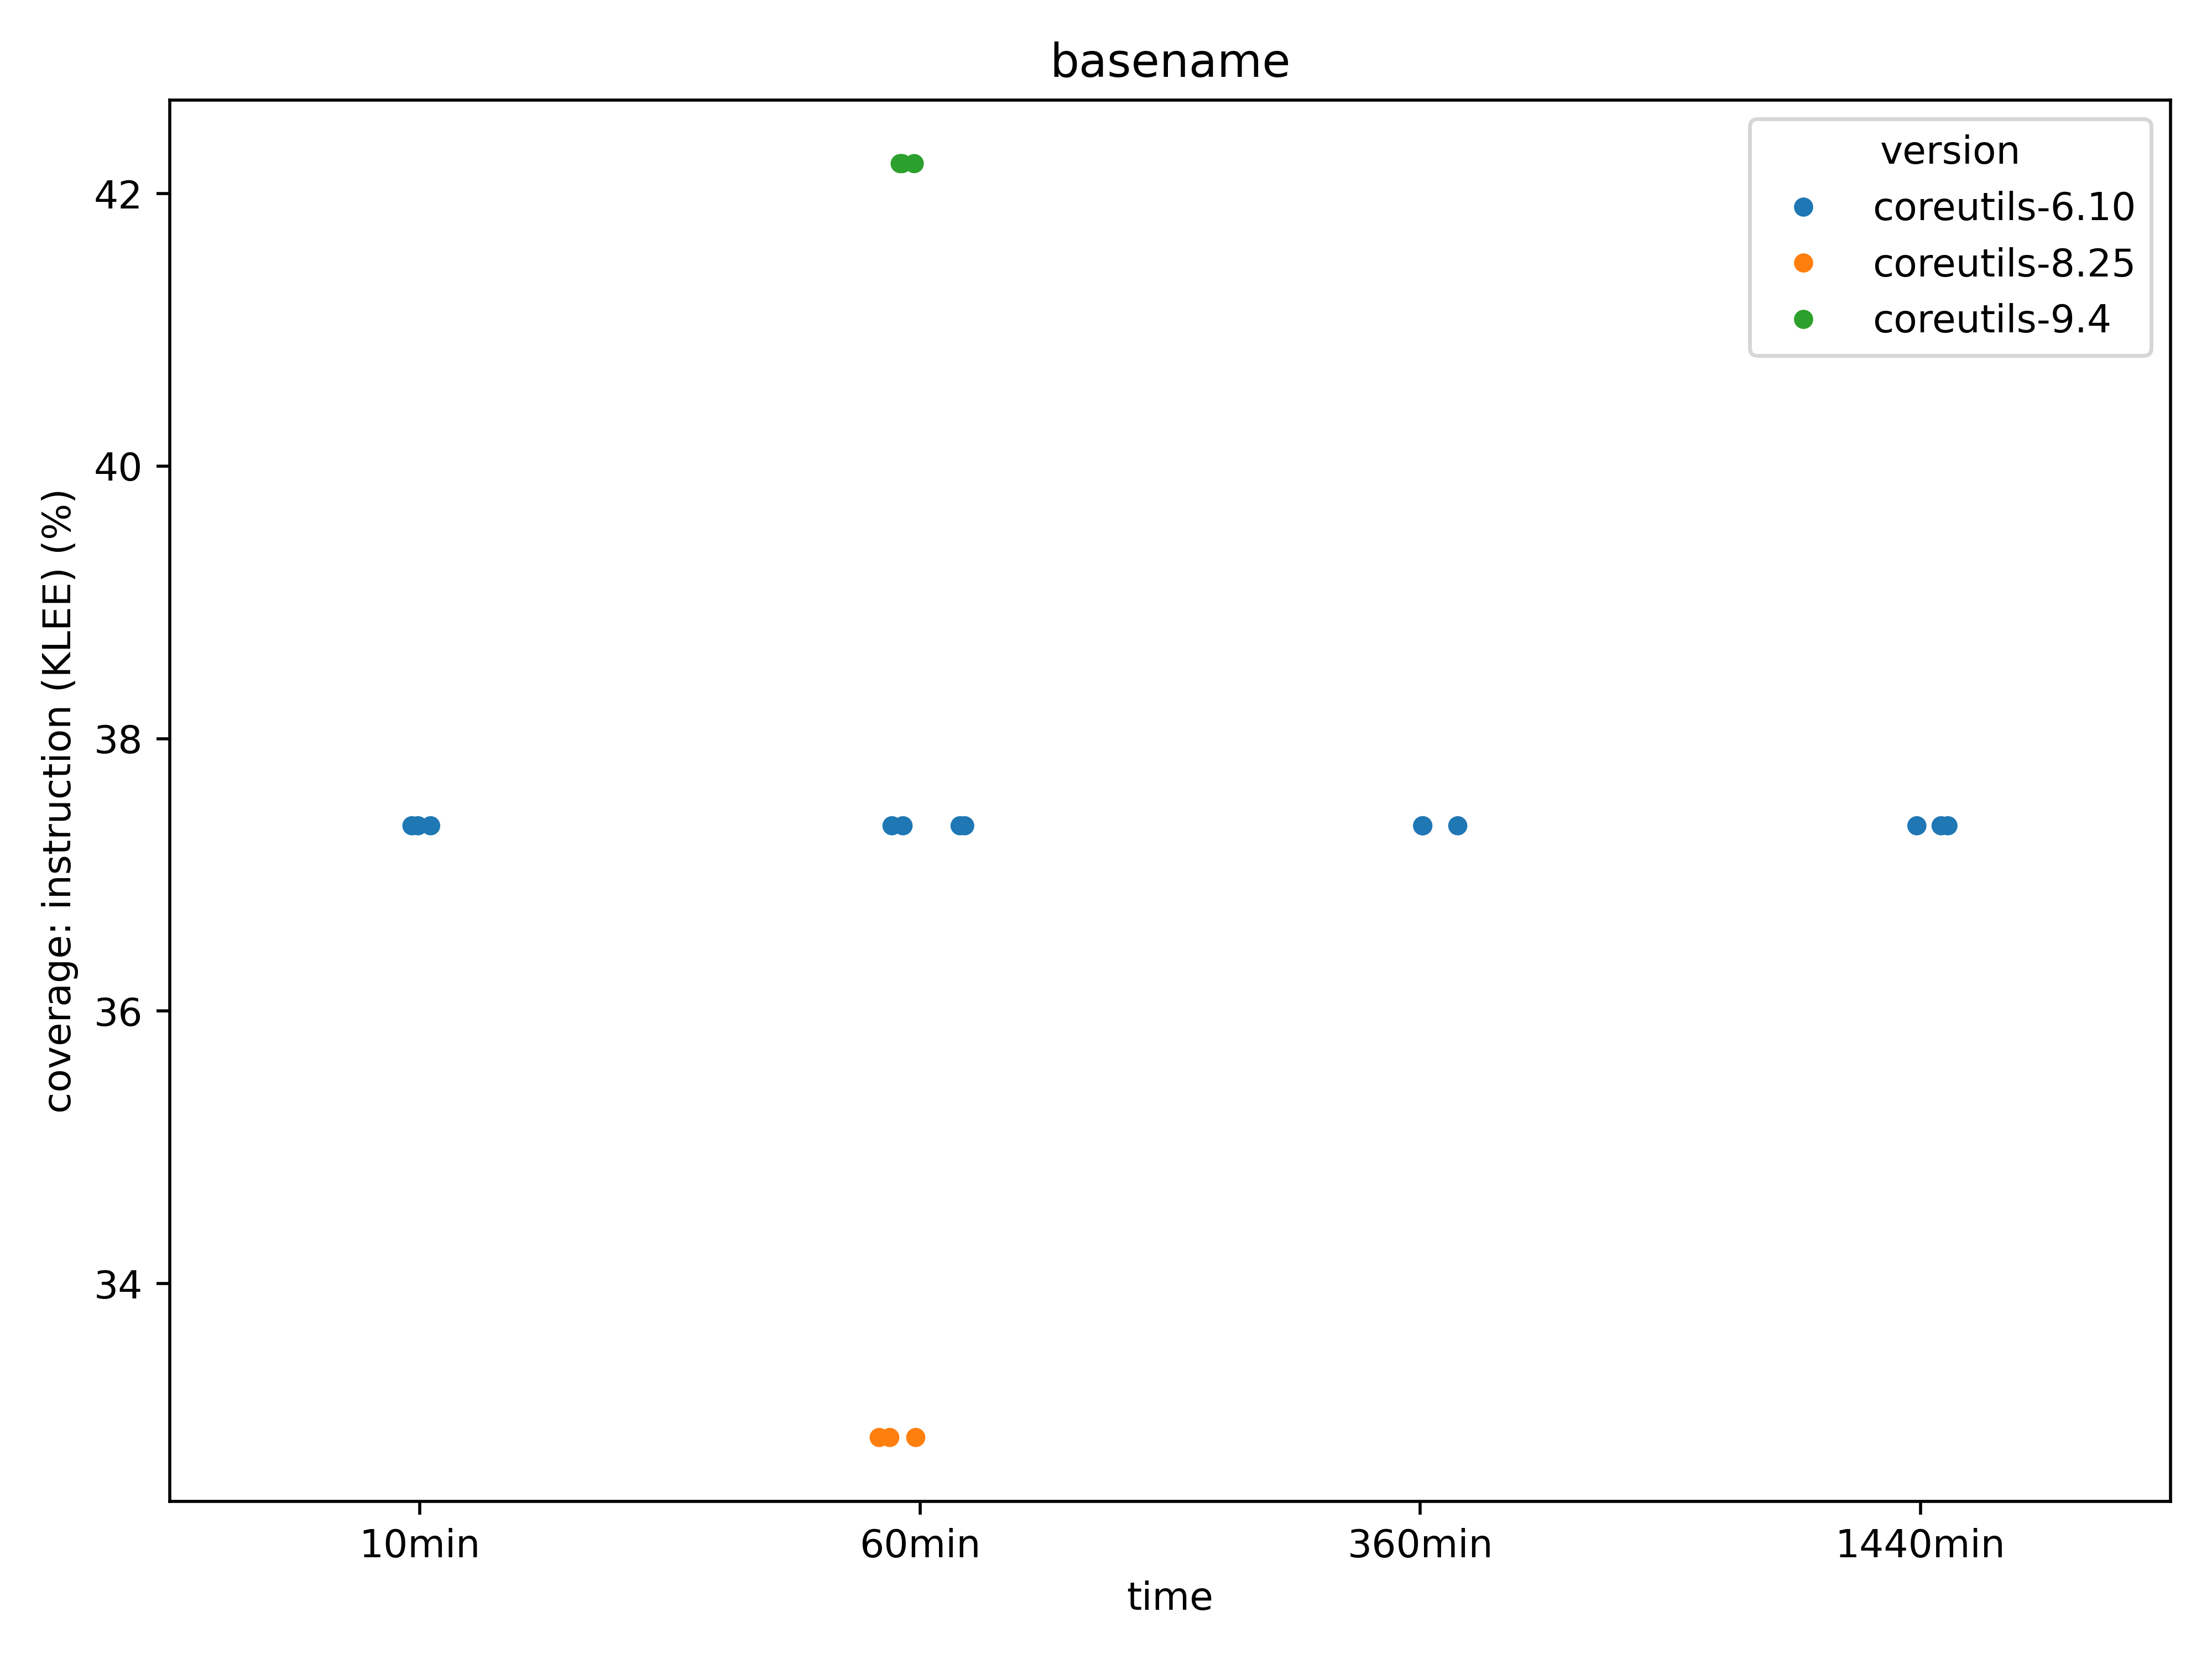 basename
version
coreutils-6.10
coreutils-8.25
coreutils-9.4
coverage: instruction (KLEE) (%)
42
40
38
36
34
10min
60min
360min
1440min
time